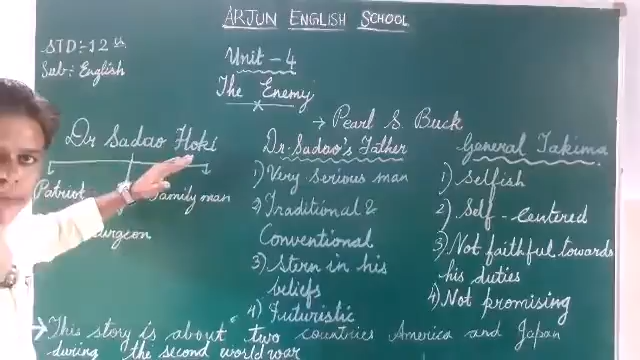 ARJUN ENGLISH SCHOOL
STD:- 12th
Sub:- English
Unit - 4
The Enemy
→ Pearl S. Buck
Dr Sadao Hoki
Patriot
Family man
Surgeon
Dr. Sadao's Father
1) Very serious man
2) Traditional &
Conventional
3) Stern in his
beliefs
4) Futuristic
General Takima
1) Selfish
2) Self-centered
3) Not faithful towards
his duties
4) Not promising
→ This story is about two countries America and Japan
during the second world war